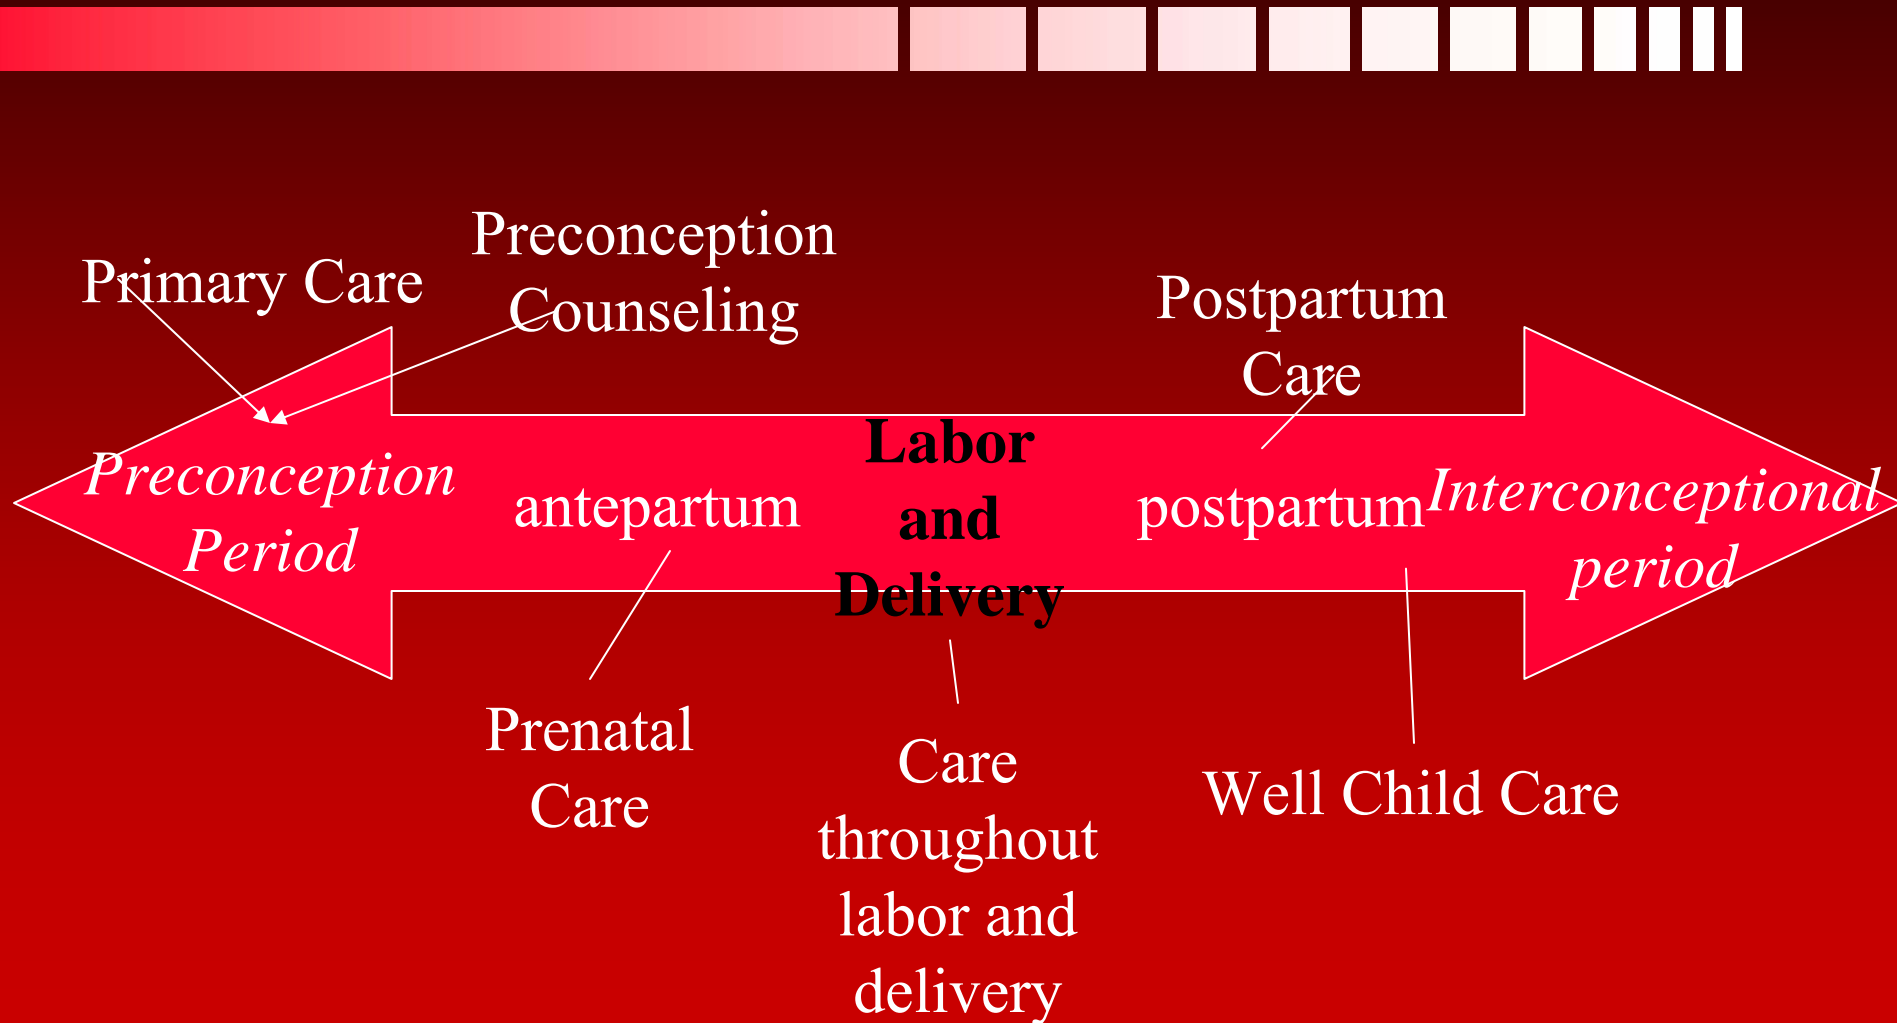 Primary Care
Preconception
Counseling
Postpartum
Care
Preconception
Period
antepartum
Labor
and
Delivery
postpartum
Interconceptional
period
Prenatal
Care
Care
throughout
labor and
delivery
Well Child Care